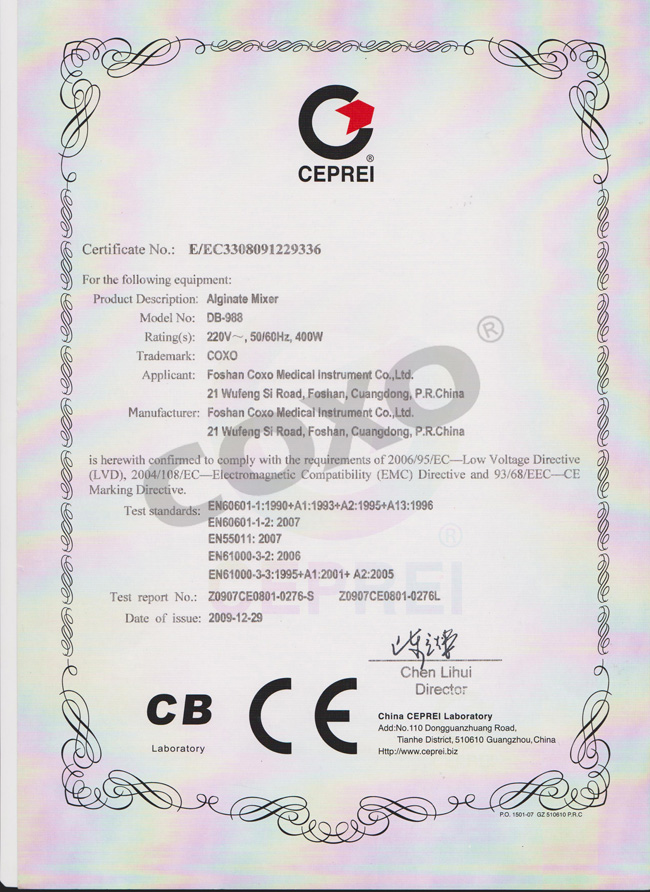 ®
CEPREI
Certificate No.: E/EC3308091229336
For the following equipment:
Product Description: Alginate Mixer
Model No: DB-988
Rating(s): 220V～, 50/60Hz, 400W
Trademark: COXO
Applicant: Foshan Coxo Medical Instrument Co.,Ltd.
21 Wufeng Si Road, Foshan, Cuangdong, P.R.China
Manufacturer: Foshan Coxo Medical Instrument Co.,Ltd.
21 Wufeng Si Road, Foshan, Cuangdong, P.R.China
COXO®
is herewith confirmed to comply with the requirements of 2006/95/EC—Low Voltage Directive
(LVD), 2004/108/EC—Electromagnetic Compatibility (EMC) Directive and 93/68/EEC—CE
Marking Directive.
Test standards: EN60601-1:1990+A1:1993+A2:1995+A13:1996
EN60601-1-2: 2007
EN55011: 2007
EN61000-3-2: 2006
EN61000-3-3:1995+A1:2001+ A2:2005
®
CEPREI
Test report No.: Z0907CE0801-0276-S Z0907CE0801-0276L
Date of issue: 2009-12-29
Chen Lihui
Director
CB
Laboratory
CE
China CEPREI Laboratory
Add:No.110 Dongguanzhuang Road,
Tianhe District, 510610 Guangzhou,China
Http://www.ceprei.biz
P.O. 1501-07 GZ 510610 P.R.C